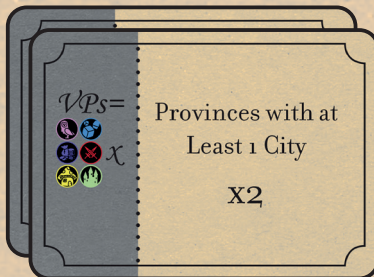 VPs=
X
Provinces with at
Least 1 City
x2